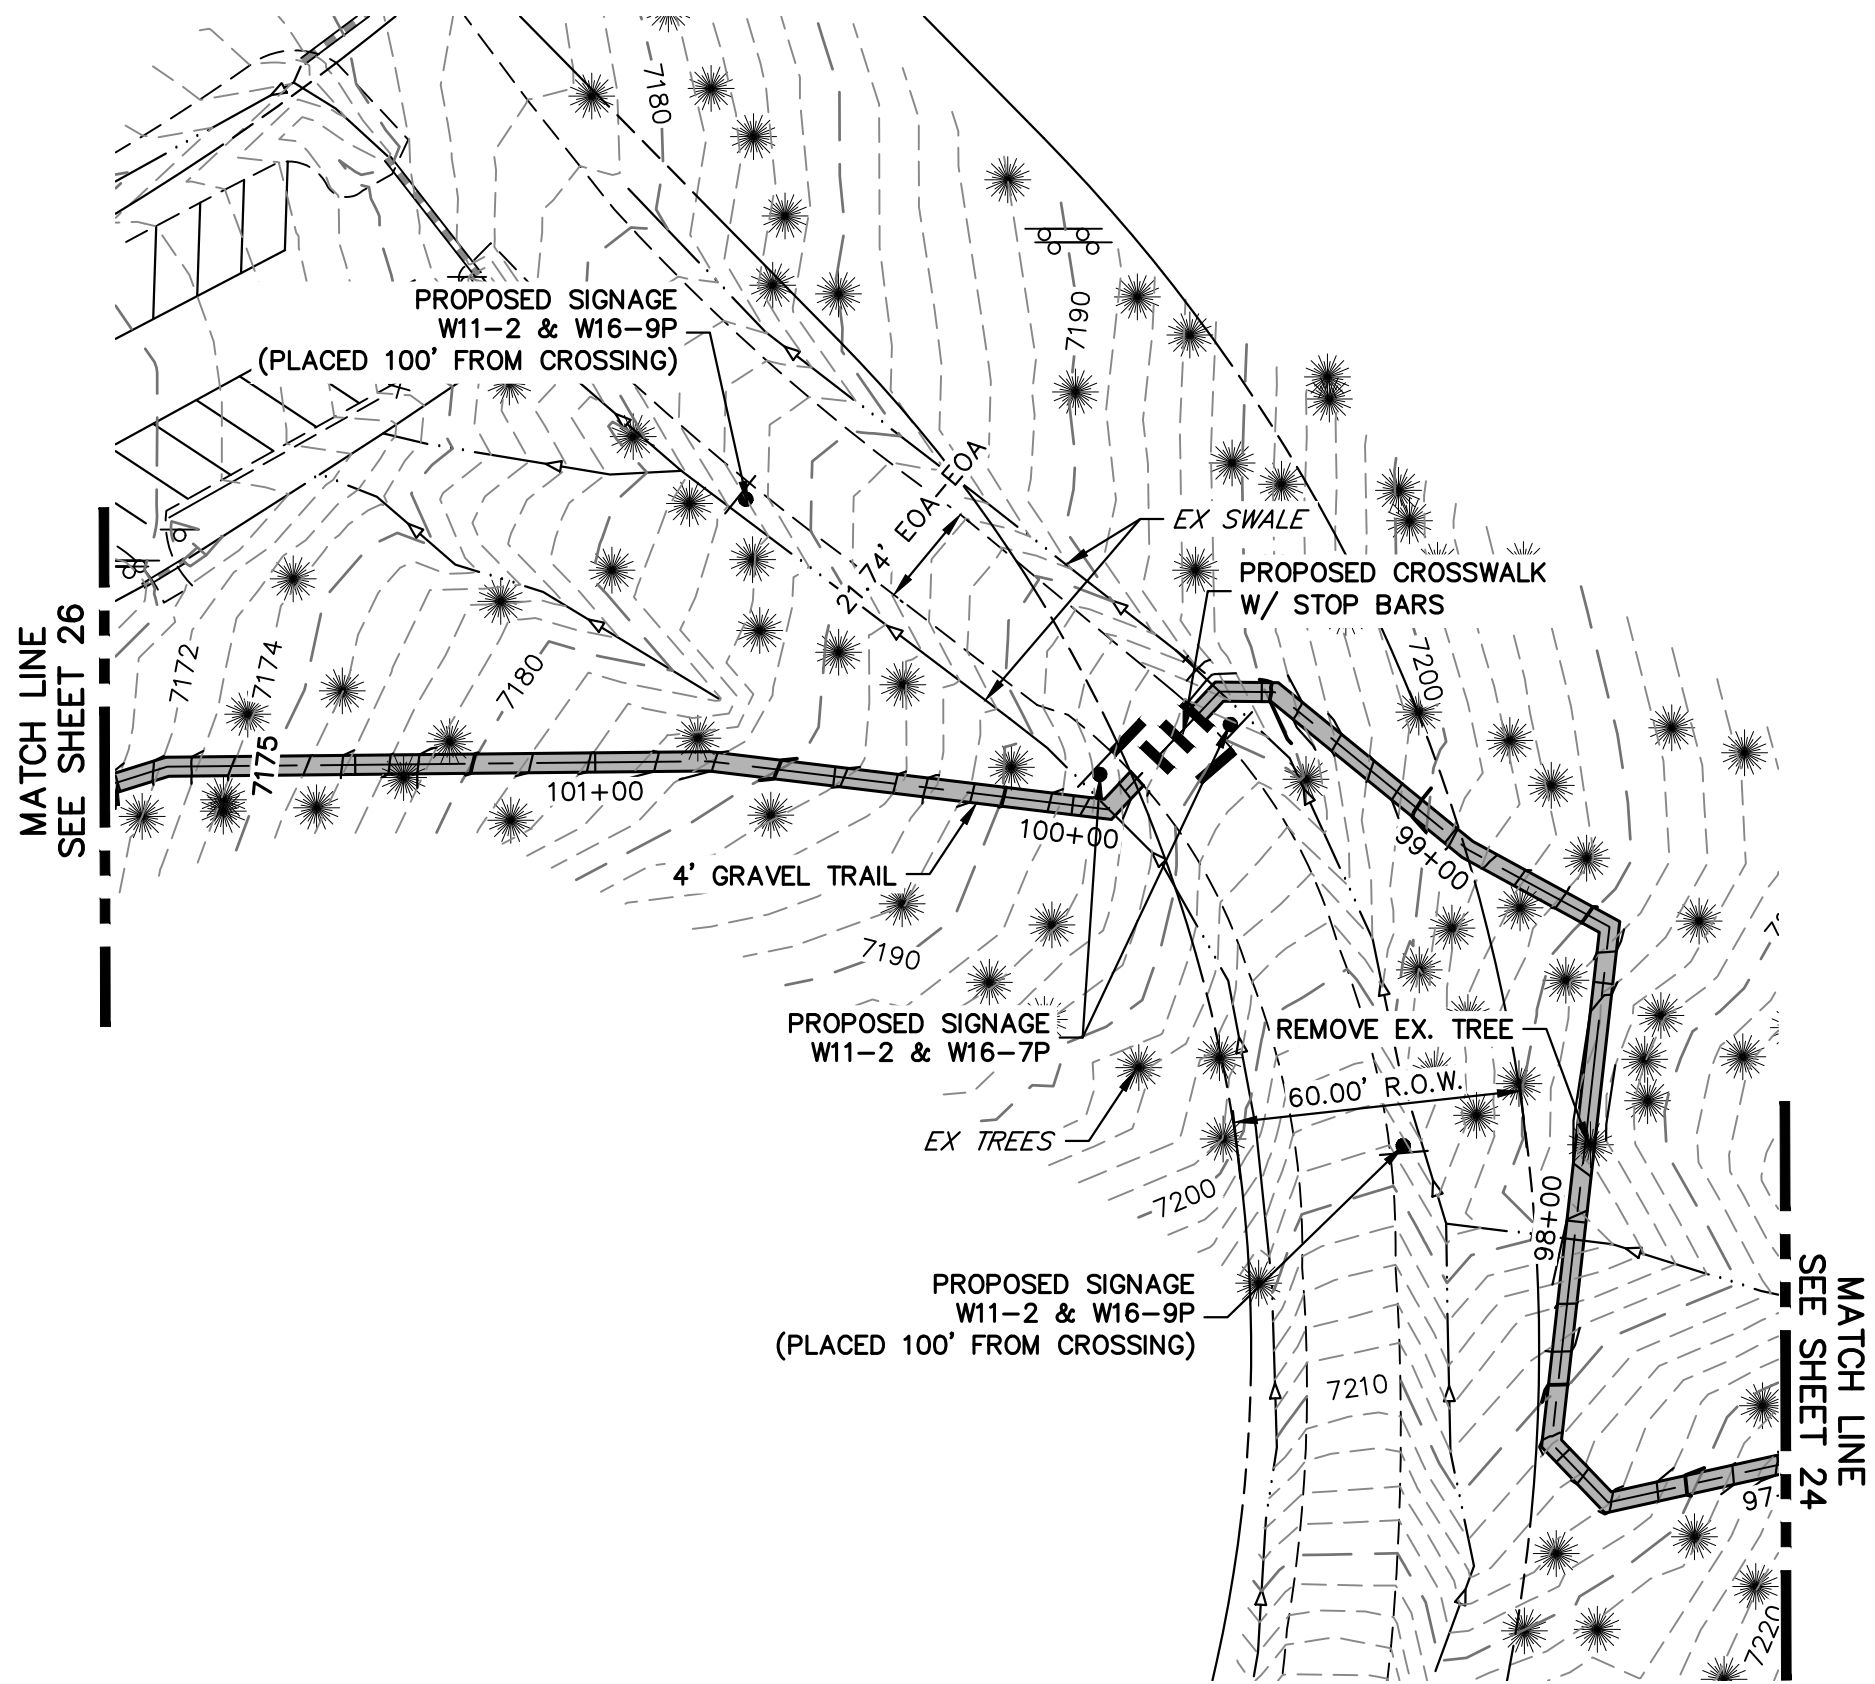 7180
PROPOSED SIGNAGE
W11-2 & W16-9P
(PLACED 100' FROM CROSSING)
7190
21.74' EOA-EOA
EX SWALE
PROPOSED CROSSWALK
W/ STOP BARS
MATCH LINE
SEE SHEET 26
7172
7174
7175
7180
7200
101+00
100+00
99+00
4' GRAVEL TRAIL
7190
PROPOSED SIGNAGE
W11-2 & W16-7P
REMOVE EX. TREE
60.00' R.O.W.
EX TREES
7200
98+00
PROPOSED SIGNAGE
W11-2 & W16-9P
(PLACED 100' FROM CROSSING)
7210
MATCH LINE
SEE SHEET 24
97
7220